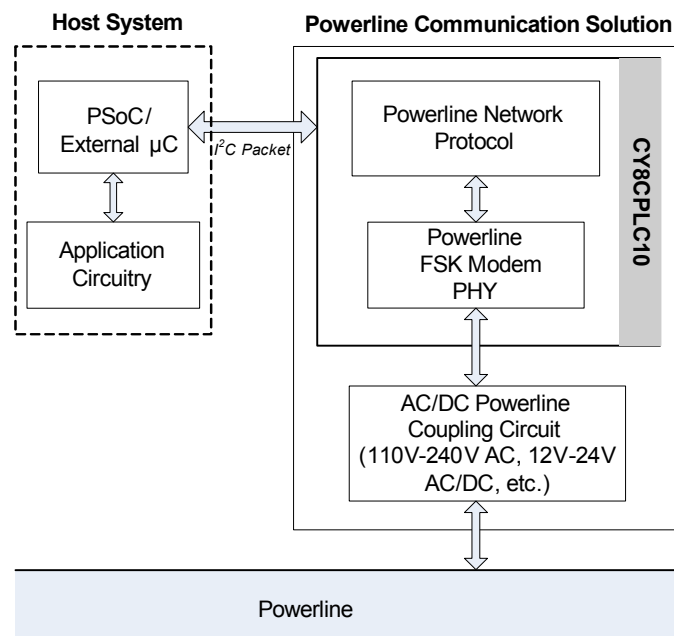 Host System
Powerline Communication Solution
PSoC/
External µC
I²C Packet
Application
Circuitry
Powerline Network
Protocol
Powerline
FSK Modem
PHY
CY8CPLC10
AC/DC Powerline
Coupling Circuit
(110V-240V AC, 12V-24V
AC/DC, etc.)
Powerline